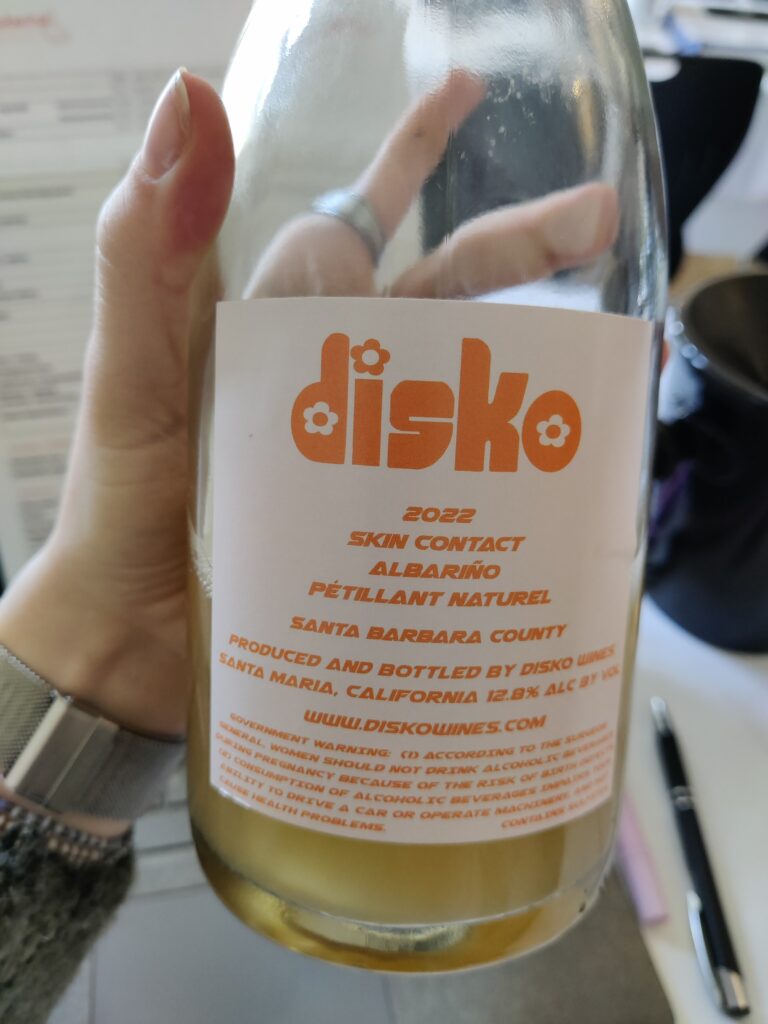 disko
2022
SKIN CONTACT
ALBARIÑO
PÉTILLANT NATUREL
SANTA BARBARA COUNTY
PRODUCED AND BOTTLED BY DISKO WINES
SANTA MARIA, CALIFORNIA 12.8% ALC BY VOL
WWW.DISKOWINES.COM
GOVERNMENT WARNING: (1) ACCORDING TO THE SURGEON
GENERAL, WOMEN SHOULD NOT DRINK ALCOHOLIC BEVERAGES
DURING PREGNANCY BECAUSE OF THE RISK OF BIRTH DEFECTS.
(2) CONSUMPTION OF ALCOHOLIC BEVERAGES IMPAIRS YOUR
ABILITY TO DRIVE A CAR OR OPERATE MACHINERY, AND MAY
CAUSE HEALTH PROBLEMS.
CONTAINS